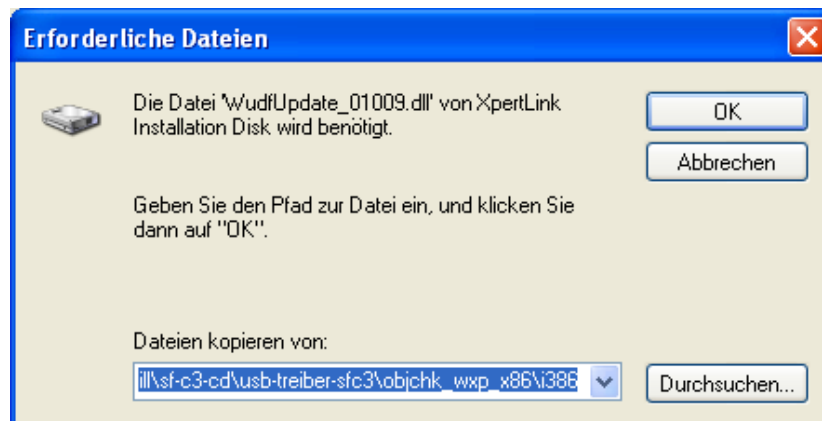 Erforderliche Dateien
Die Datei 'WudfUpdate_01009.dll' von XpertLink
Installation Disk wird benötigt.
OK
Abbrechen
Geben Sie den Pfad zur Datei ein, und klicken Sie
dann auf "OK".
Dateien kopieren von:
ill\sf-c3-cd\usb-treiber-sfc3\objchk_wxp_x86\i386
Durchsuchen...